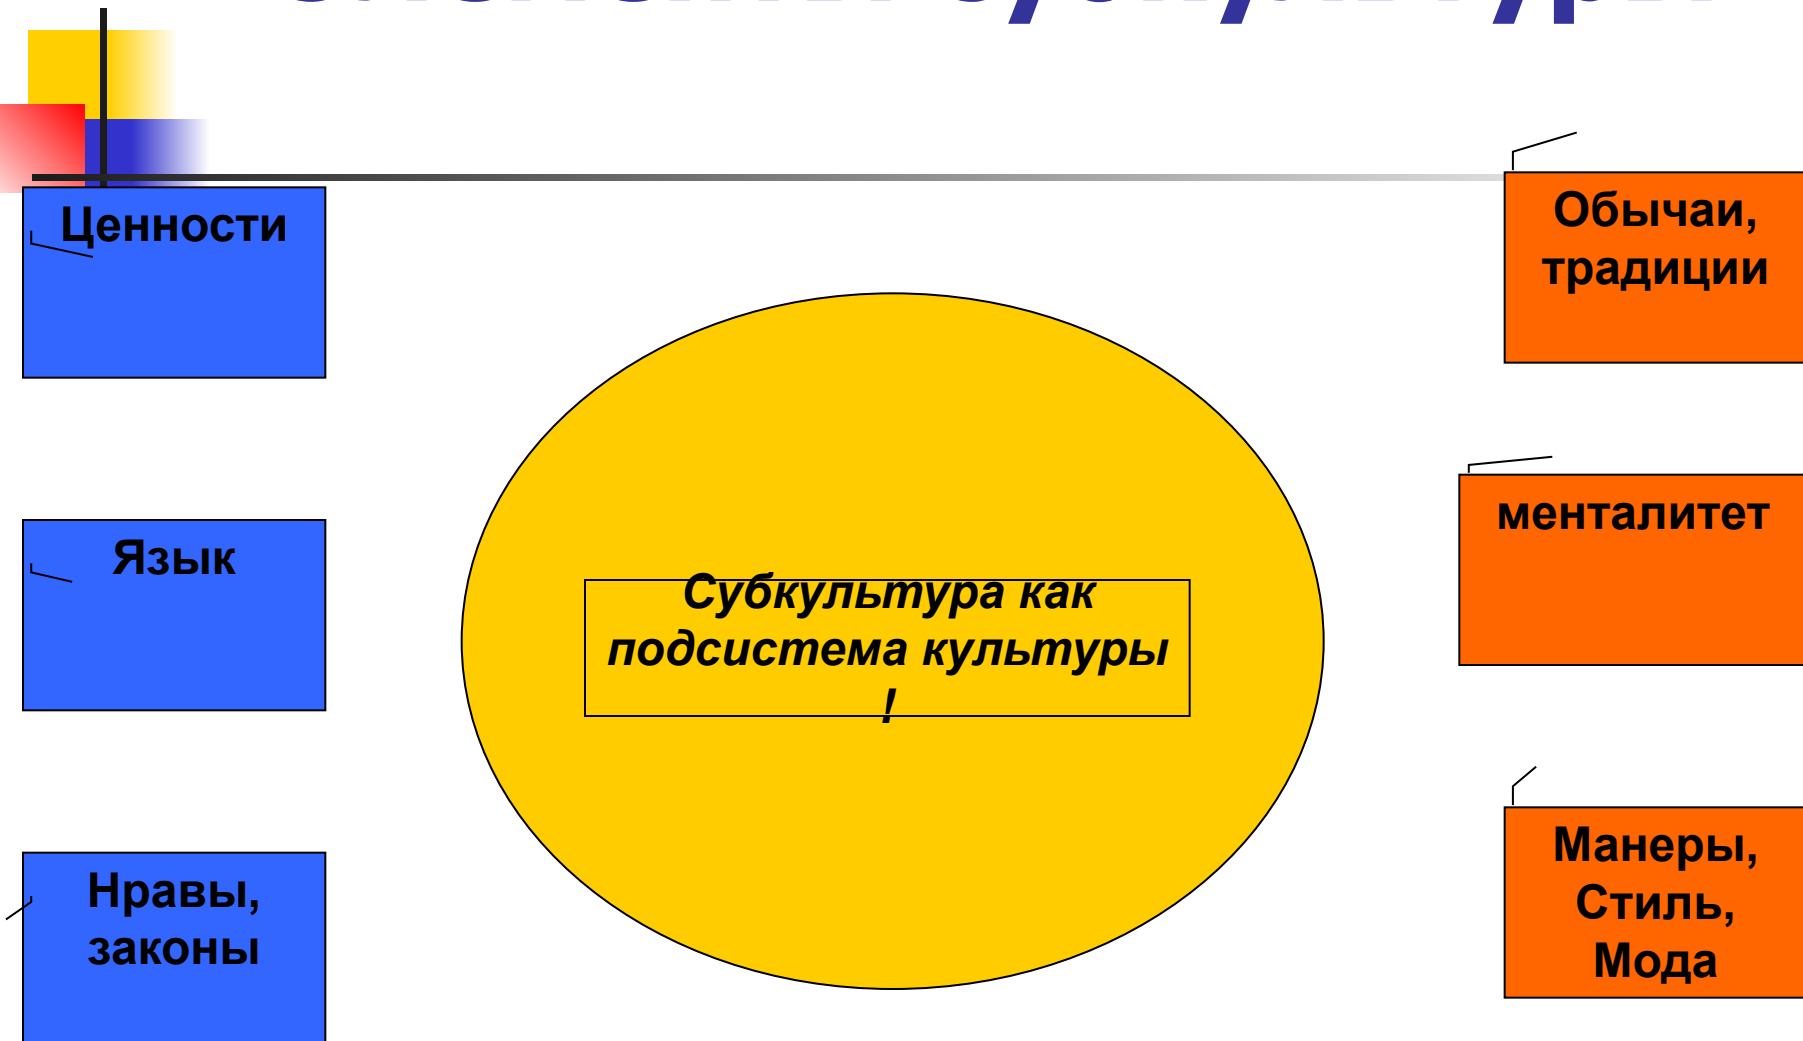 Ценности
Обычаи,
традиции
Язык
менталитет
Субкультура как
подсистема культуры
!
Нравы,
законы
Манеры,
Стиль,
Мода